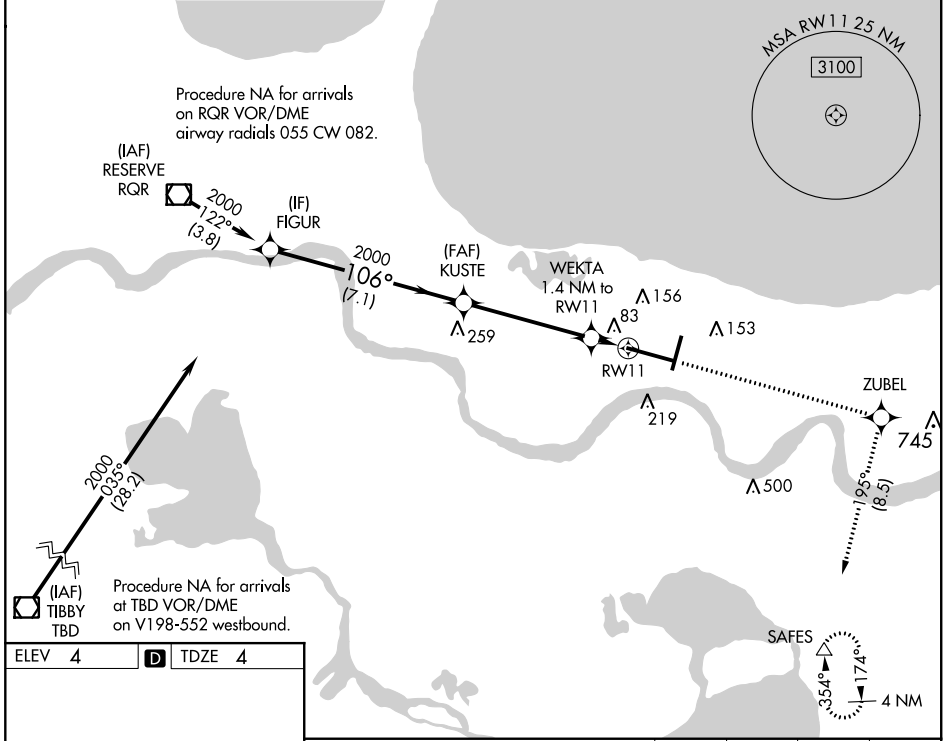 MSA RW11 25 NM
3100
Procedure NA for arrivals
on RQR VOR/DME
airway radials 055 CW 082.
(IAF)
RESERVE
RQR
2000
122°
(3.8)
(IF)
FIGUR
2000
106°
(7.1)
(FAF)
KUSTE
259
WEKTA
1.4 NM to
RW11
83
156
153
RW11
219
ZUBEL
745
500
195°
(8.5)
2000
035°
(28.2)
(IAF)
TIBBY
TBD
Procedure NA for arrivals
at TBD VOR/DME
on V198-552 westbound.
SAFES
354°
174°
4 NM
ELEV 4
D
TDZE 4